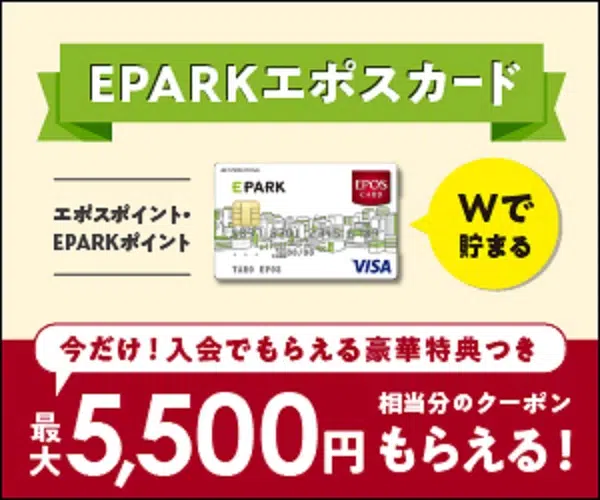 EPARKエポスカード
エポスポイント・
EPARKポイント
EPARK
EPOS
CARD
TARO EPOS
VISA
Wで
貯まる
今だけ！入会でもらえる豪華特典つき
最大5,500円
相当分のクーポン
もらえる！